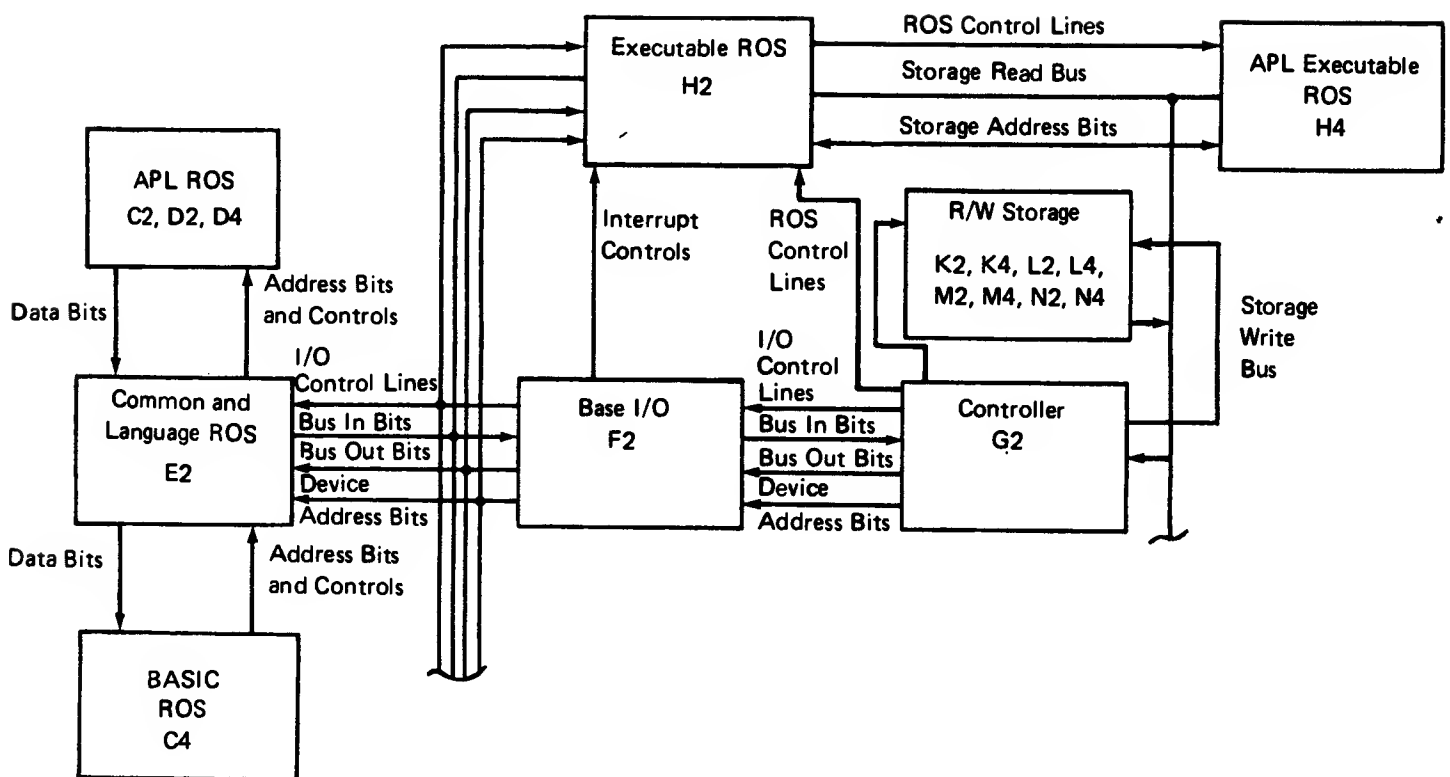 Executable ROS
H2
ROS Control Lines
Storage Read Bus
Storage Address Bits
APL Executable
ROS
H4
APL ROS
C2, D2, D4
Interrupt
Controls
ROS
Control
Lines
R/W Storage
K2, K4, L2, L4,
M2, M4, N2, N4
Storage
Write
Bus
Data Bits
Address Bits
and Controls
I/O
Control Lines
Bus In Bits
Bus Out Bits
Device
Address Bits
Common and
Language ROS
E2
Base I/O
F2
I/O
Control
Lines
Bus In Bits
Bus Out Bits
Device
Address Bits
Controller
G2
Data Bits
Address Bits
and Controls
BASIC
ROS
C4